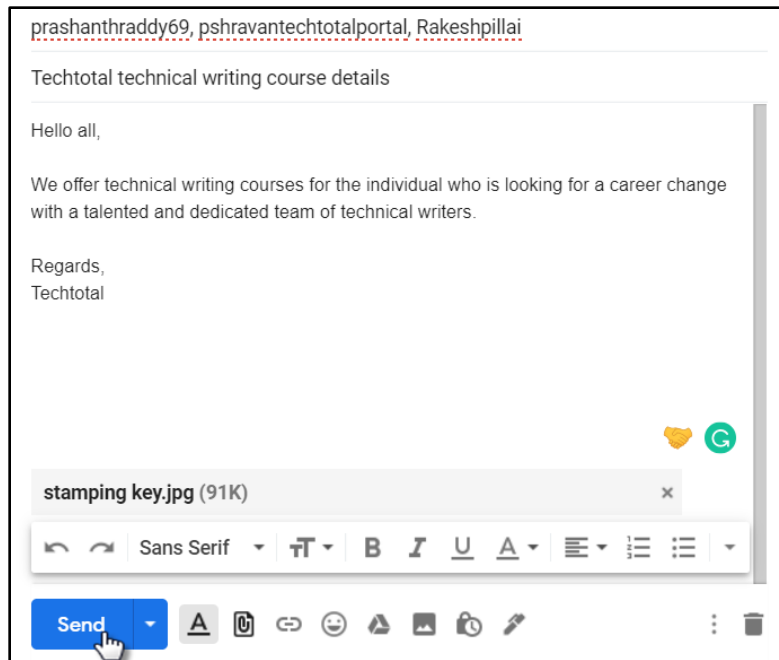 prashanthraddy69, pshravantechtotalportal, Rakeshpillai
Techtotal technical writing course details
Hello all,
We offer technical writing courses for the individual who is looking for a career change
with a talented and dedicated team of technical writers.
Regards,
Techtotal
stamping key.jpg (91K)
Sans Serif
Send